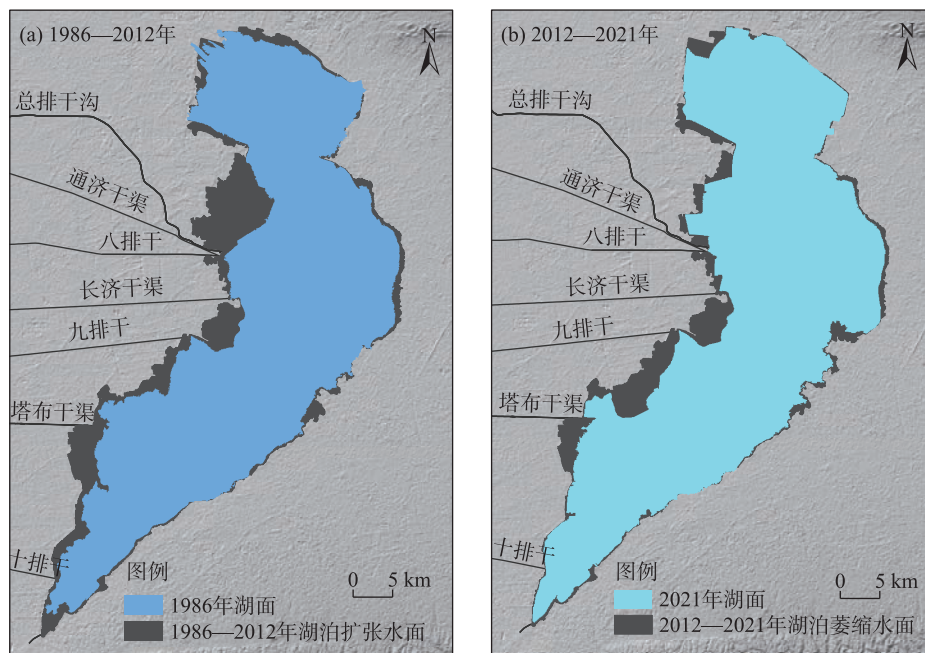 (a) 1986—2012年
N
总排干沟
通济干渠
八排干
长济干渠
九排干
塔布干渠
十排干
图例
0 5 km
1986年湖面
1986—2012年湖泊扩张水面
(b) 2012—2021年
N
总排干沟
通济干渠
八排干
长济干渠
九排干
塔布干渠
十排干
图例
0 5 km
2021年湖面
2012—2021年湖泊萎缩水面